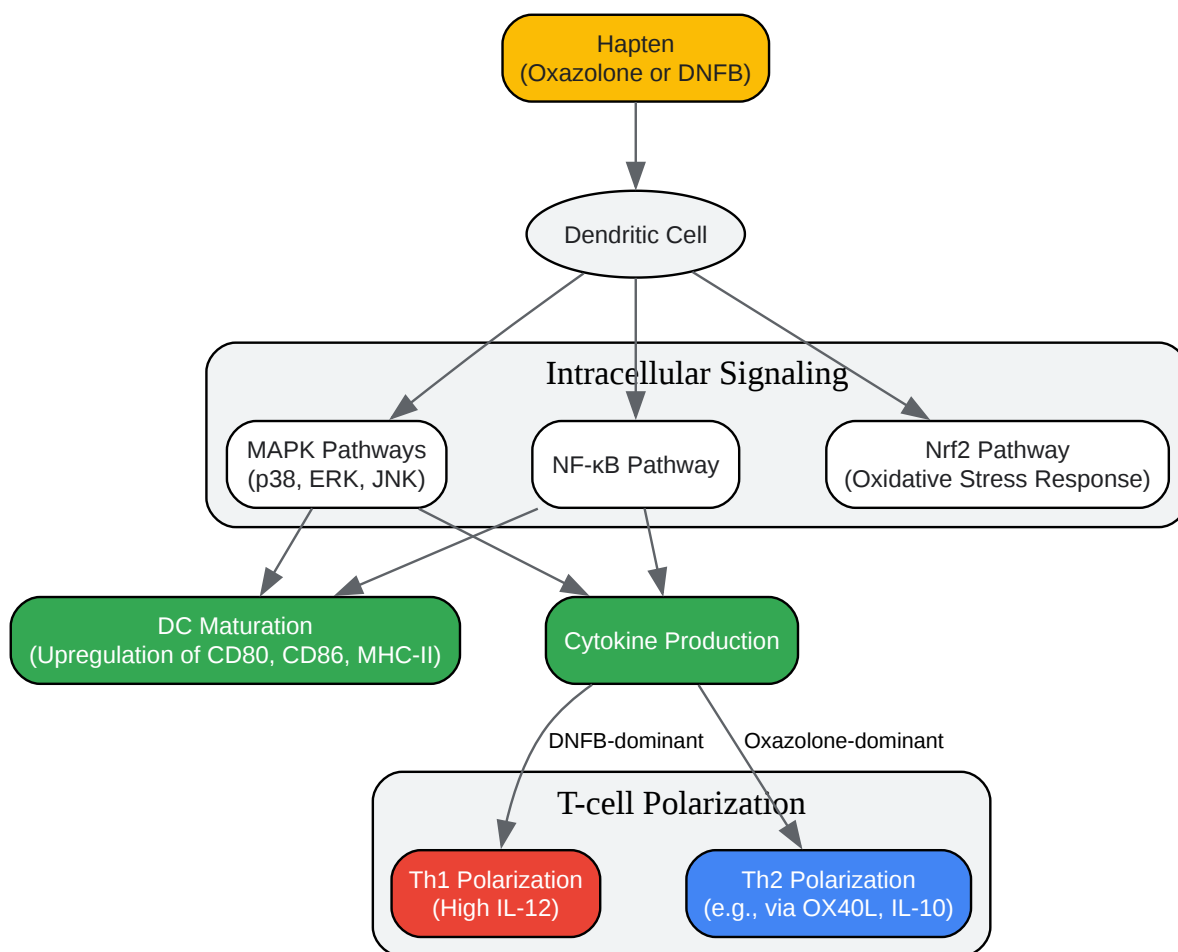 Hapten
(Oxazolone or DNFB)
Dendritic Cell
Intracellular Signaling
MAPK Pathways
(p38, ERK, JNK)
NF-κB Pathway
Nrf2 Pathway
(Oxidative Stress Response)
DC Maturation
(Upregulation of CD80, CD86, MHC-II)
Cytokine Production
DNFB-dominant
Oxazolone-dominant
T-cell Polarization
Th1 Polarization
(High IL-12)
Th2 Polarization
(e.g., via OX40L, IL-10)